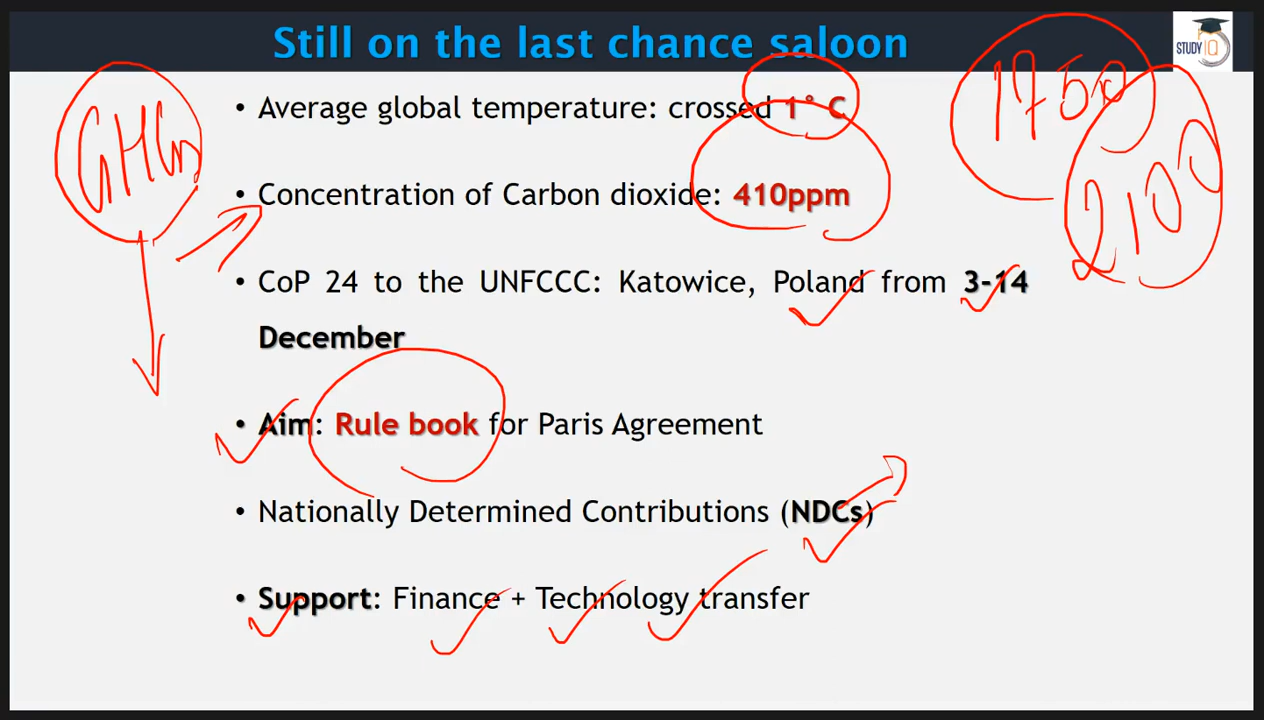 Still on the last chance saloon
STUDY IQ
1750
2100
GHGs
• Average global temperature: crossed 1° C
• Concentration of Carbon dioxide: 410ppm
• CoP 24 to the UNFCCC: Katowice, Poland from 3-14
December
• Aim: Rule book for Paris Agreement
• Nationally Determined Contributions (NDCs)
• Support: Finance + Technology transfer